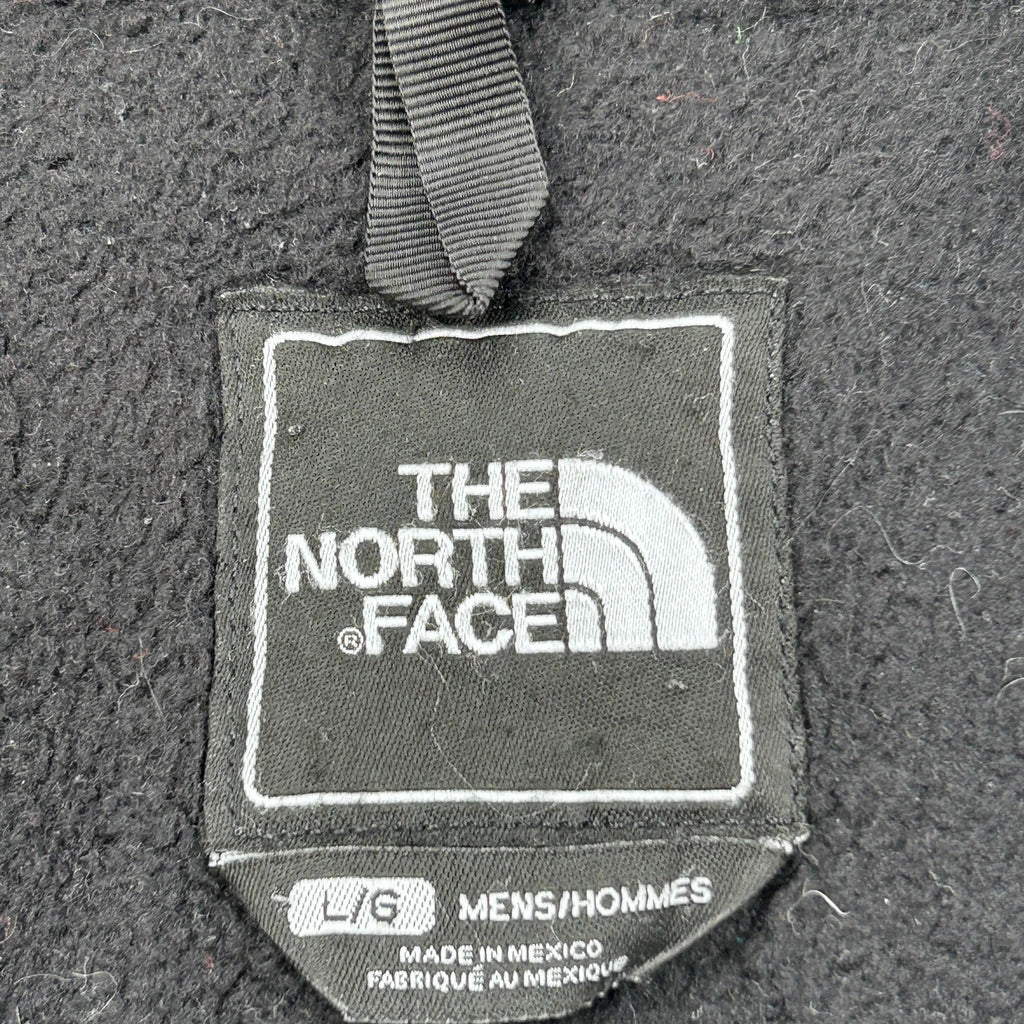 THE
NORTH
®FACE
L/G MENS/HOMMES
MADE IN MEXICO
FABRIQUÉ AU MEXIQUE